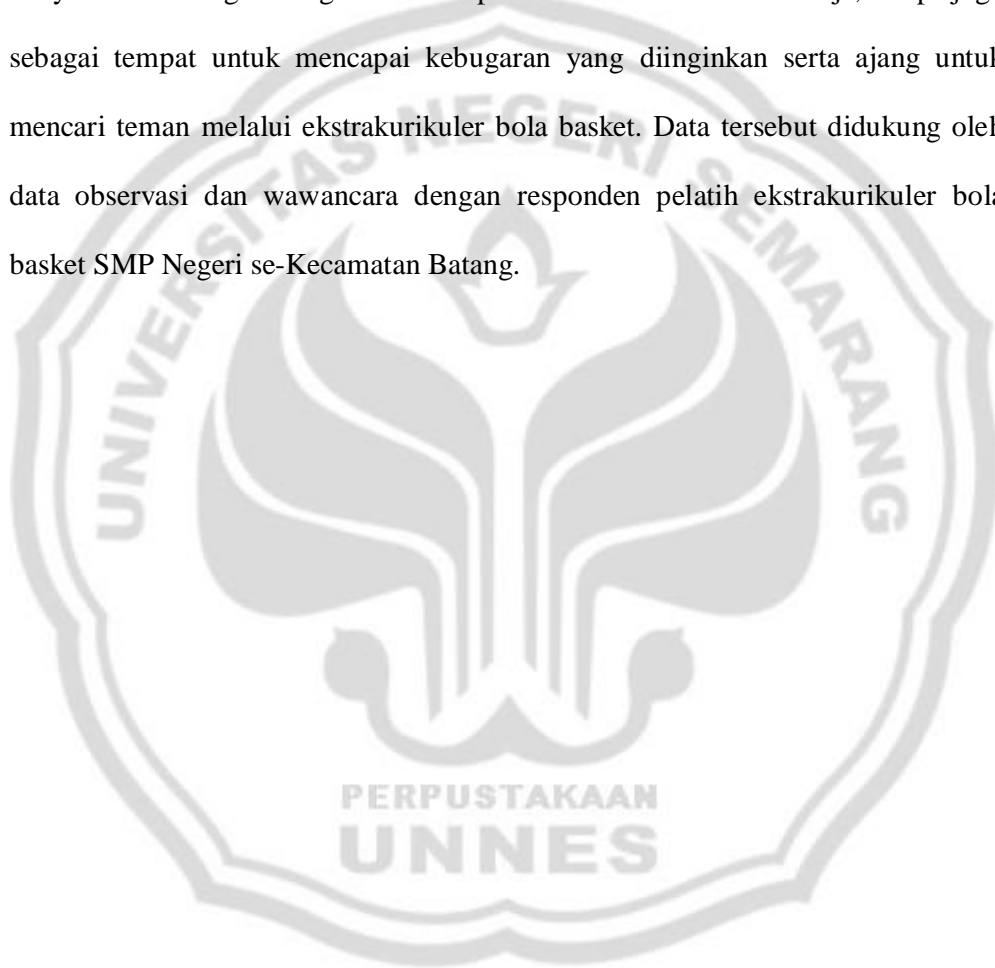 sebagai tempat untuk mencapai kebugaran yang diinginkan serta ajang untuk
mencari teman melalui ekstrakurikuler bola basket. Data tersebut didukung oleh
data observasi dan wawancara dengan responden pelatih ekstrakurikuler bola
basket SMP Negeri se-Kecamatan Batang.
UNIVERSITAS NEGERI SEMARANG
PERPUSTAKAAN
UNNES